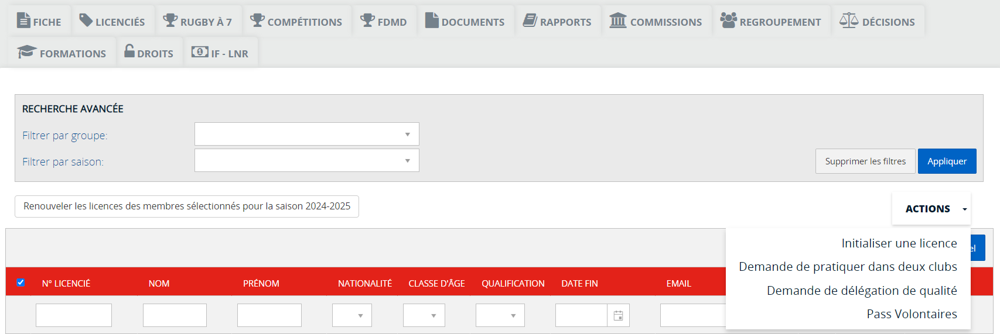 FICHE LICENCIÉS RUGBY À 7 COMPÉTITIONS FDMD DOCUMENTS RAPPORTS COMMISSIONS REGROUPEMENT DÉCISIONS
FORMATIONS DROITS IF - LNR
RECHERCHE AVANCÉE
Filtrer par groupe:
Filtrer par saison:
Supprimer les filtres Appliquer
Renouveler les licences des membres sélectionnés pour la saison 2024-2025
ACTIONS
Initialiser une licence
Demande de pratiquer dans deux clubs
Demande de délégation de qualité
Pass Volontaires
N° LICENCIÉ NOM PRÉNOM NATIONALITÉ CLASSE D'ÂGE QUALIFICATION DATE FIN EMAIL